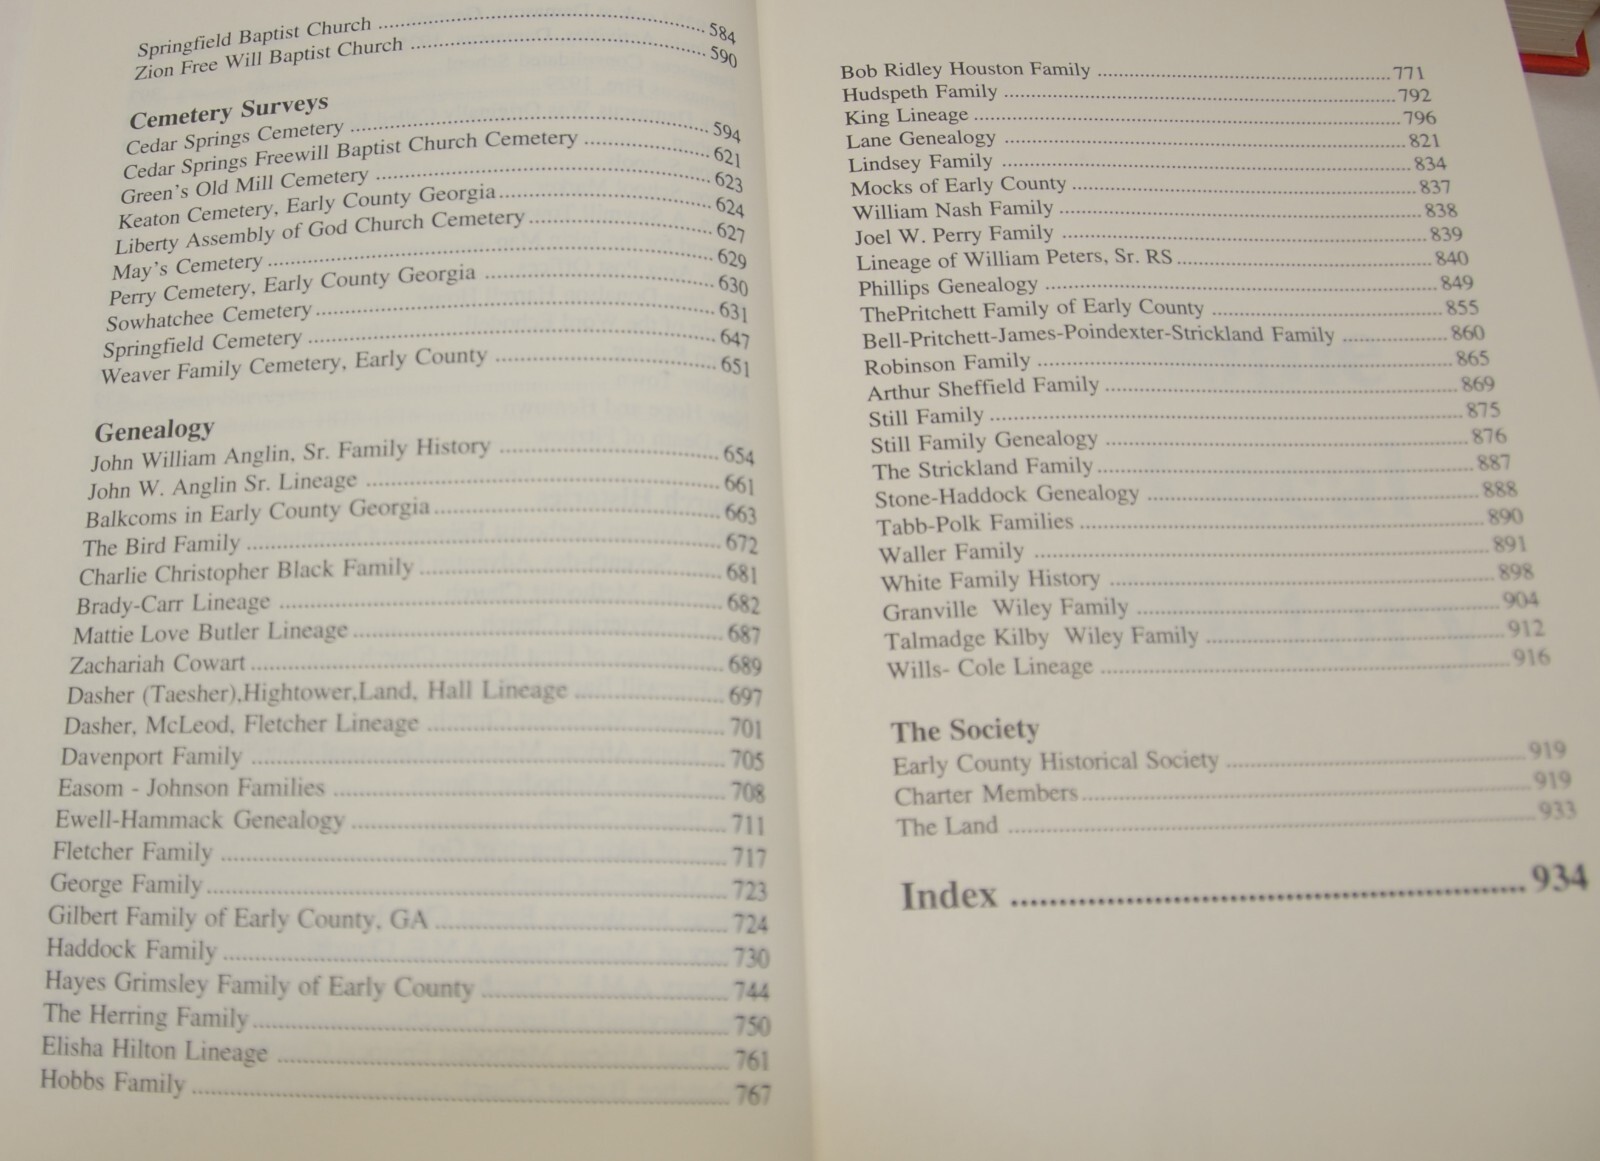 Springfield Baptist Church ........ 584
Zion Free Will Baptist Church ........ 590
Cemetery Surveys
Cedar Springs Cemetery ........ 594
Cedar Springs Freewill Baptist Church Cemetery ........ 621
Green's Old Mill Cemetery ........ 623
Keaton Cemetery, Early County Georgia ........ 624
Liberty Assembly of God Church Cemetery ........ 627
May's Cemetery ........ 629
Perry Cemetery, Early County Georgia ........ 630
Sowhatchee Cemetery ........ 631
Springfield Cemetery ........ 647
Weaver Family Cemetery, Early County ........ 651
Genealogy
John William Anglin, Sr. Family History ........ 654
John W. Anglin Sr. Lineage ........ 661
Balkcoms in Early County Georgia ........ 663
The Bird Family ........ 672
Charlie Christopher Black Family ........ 681
Brady-Carr Lineage ........ 682
Mattie Love Butler Lineage ........ 687
Zachariah Cowart ........ 689
Dasher (Taesher),Hightower,Land, Hall Lineage ........ 697
Dasher, McLeod, Fletcher Lineage ........ 701
Davenport Family ........ 705
Easom - Johnson Families ........ 708
Ewell-Hammack Genealogy ........ 711
Fletcher Family ........ 717
George Family ........ 723
Gilbert Family of Early County, GA ........ 724
Haddock Family ........ 730
Hayes Grimsley Family of Early County ........ 744
The Herring Family ........ 750
Elisha Hilton Lineage ........ 761
Hobbs Family ........ 767
Bob Ridley Houston Family ........ 771
Hudspeth Family ........ 792
King Lineage ........ 796
Lane Genealogy ........ 821
Lindsey Family ........ 834
Mocks of Early County ........ 837
William Nash Family ........ 838
Joel W. Perry Family ........ 839
Lineage of William Peters, Sr. RS ........ 840
Phillips Genealogy ........ 849
ThePritchett Family of Early County ........ 855
Bell-Pritchett-James-Poindexter-Strickland Family ........ 860
Robinson Family ........ 865
Arthur Sheffield Family ........ 869
Still Family ........ 875
Still Family Genealogy ........ 876
The Strickland Family ........ 887
Stone-Haddock Genealogy ........ 888
Tabb-Polk Families ........ 890
Waller Family ........ 891
White Family History ........ 898
Granville Wiley Family ........ 904
Talmadge Kilby Wiley Family ........ 912
Wills- Cole Lineage ........ 916
The Society
Early County Historical Society ........ 919
Charter Members ........ 919
The Land ........ 933
Index ........ 934